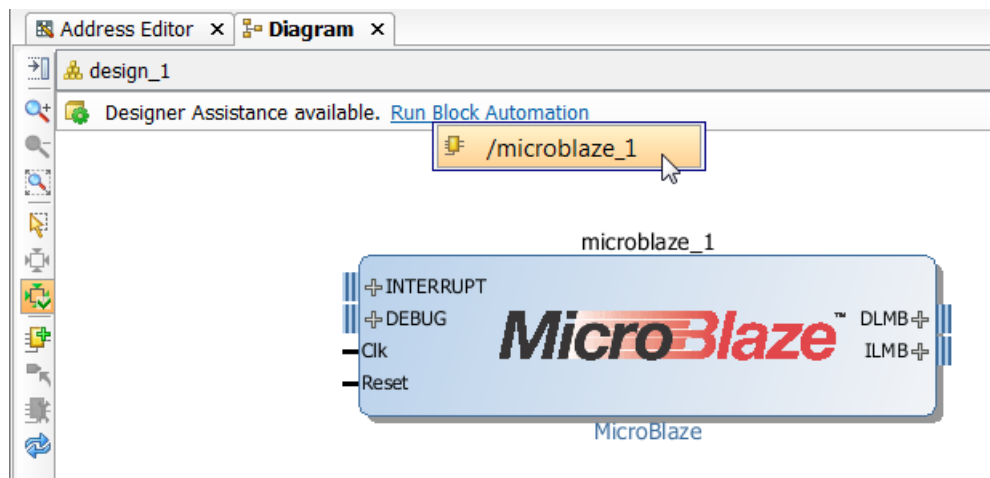 Address Editor × Diagram ×
design_1
Designer Assistance available. Run Block Automation
/microblaze_1
microblaze_1
INTERRUPT
DEBUG
Clk
Reset
MicroBlaze™
DLMB
ILMB
MicroBlaze